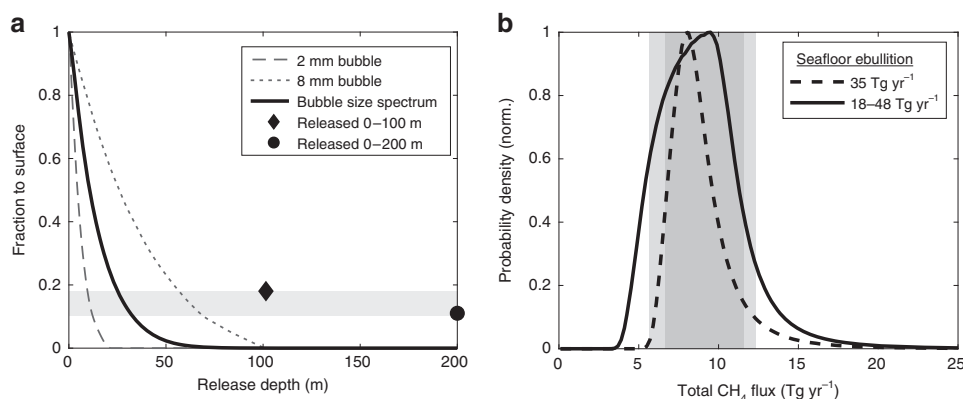 a
1
0.8
0.6
0.4
0.2
0
Fraction to surface
0
50
100
150
200
Release depth (m)
2 mm bubble
8 mm bubble
Bubble size spectrum
Released 0–100 m
Released 0–200 m
b
1
0.8
0.6
0.4
0.2
0
Probability density (norm.)
0
5
10
15
20
25
Total CH₄ flux (Tg yr⁻¹)
Seafloor ebullition
35 Tg yr⁻¹
18–48 Tg yr⁻¹